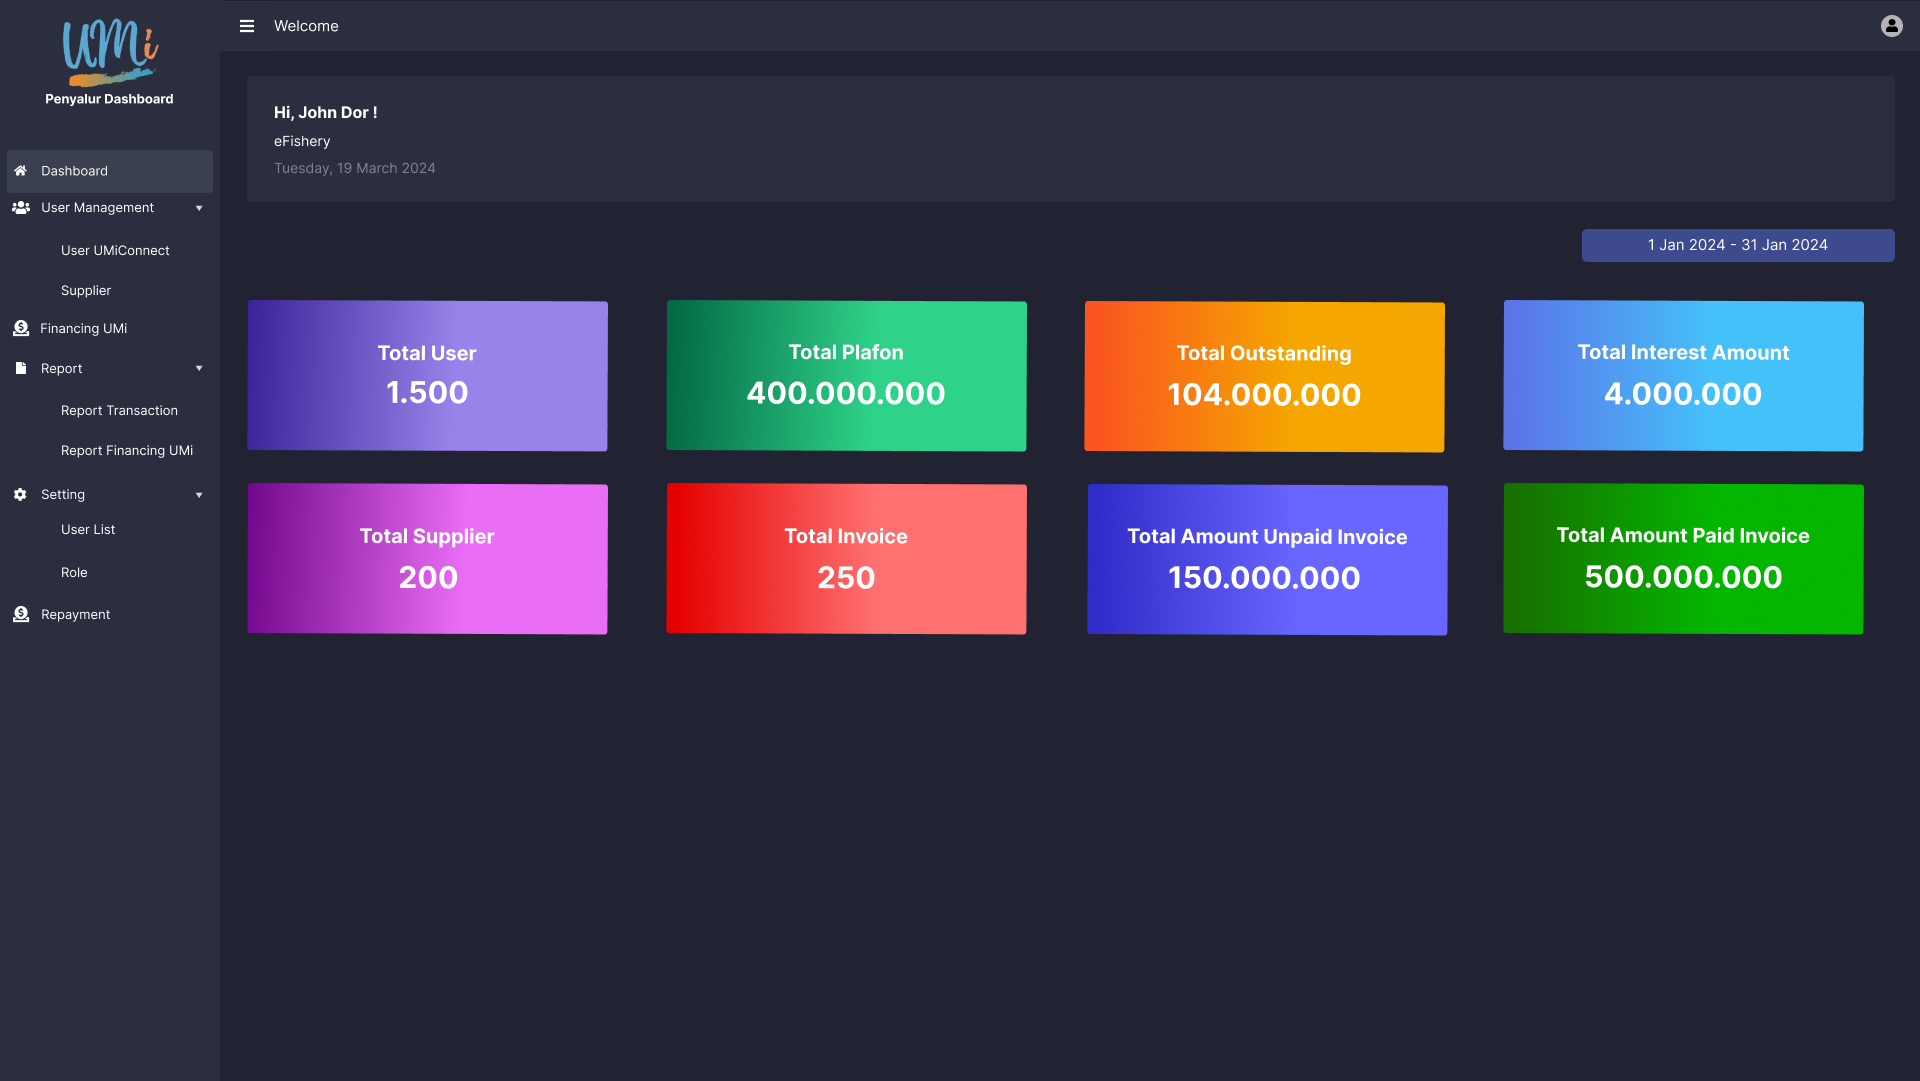 UMi
Penyalur Dashboard
Dashboard
User Management
User UMiConnect
Supplier
Financing UMi
Report
Report Transaction
Report Financing UMi
Setting
User List
Role
Repayment
Welcome
Hi, John Dor !
eFishery
Tuesday, 19 March 2024
1 Jan 2024 - 31 Jan 2024
Total User
1.500
Total Plafon
400.000.000
Total Outstanding
104.000.000
Total Interest Amount
4.000.000
Total Supplier
200
Total Invoice
250
Total Amount Unpaid Invoice
150.000.000
Total Amount Paid Invoice
500.000.000